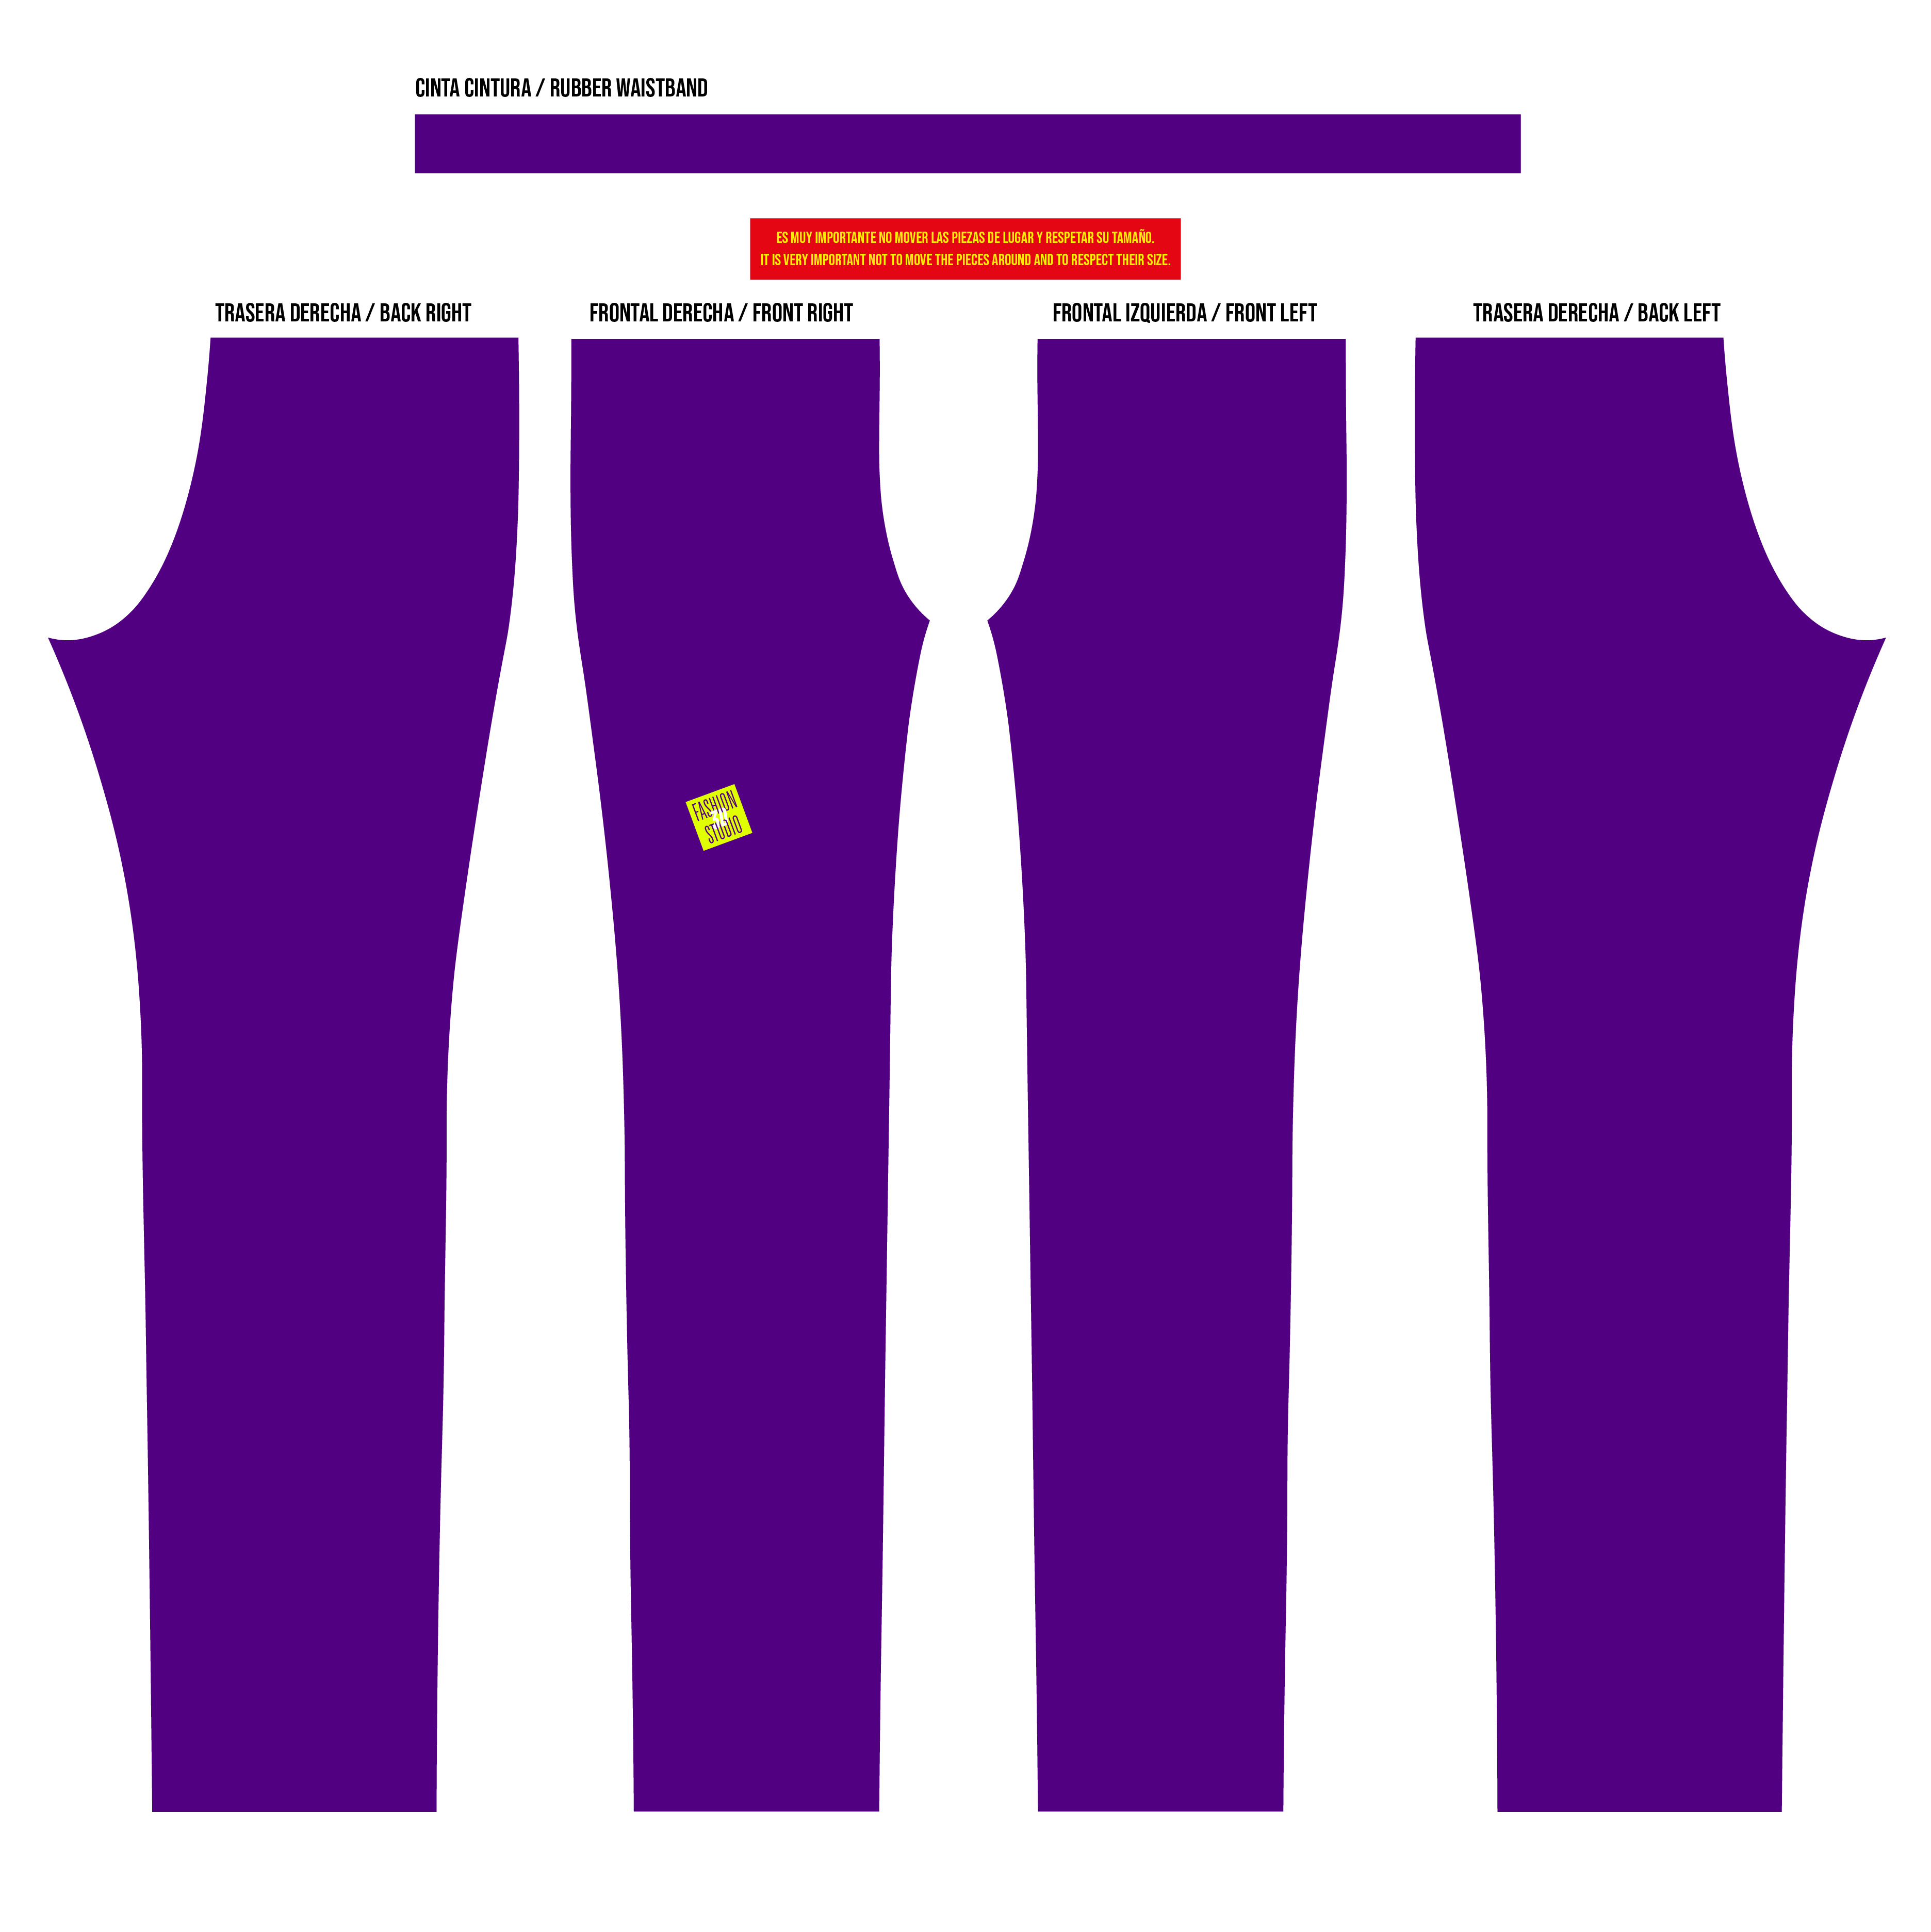 CINTA CINTURA / RUBBER WAISTBAND
ES MUY IMPORTANTE NO MOVER LAS PIEZAS DE LUGAR Y RESPETAR SU TAMAÑO.
IT IS VERY IMPORTANT NOT TO MOVE THE PIECES AROUND AND TO RESPECT THEIR SIZE.
TRASERA DERECHA / BACK RIGHT
FRONTAL DERECHA / FRONT RIGHT
FRONTAL IZQUIERDA / FRONT LEFT
TRASERA DERECHA / BACK LEFT
FASHION
STUDIO